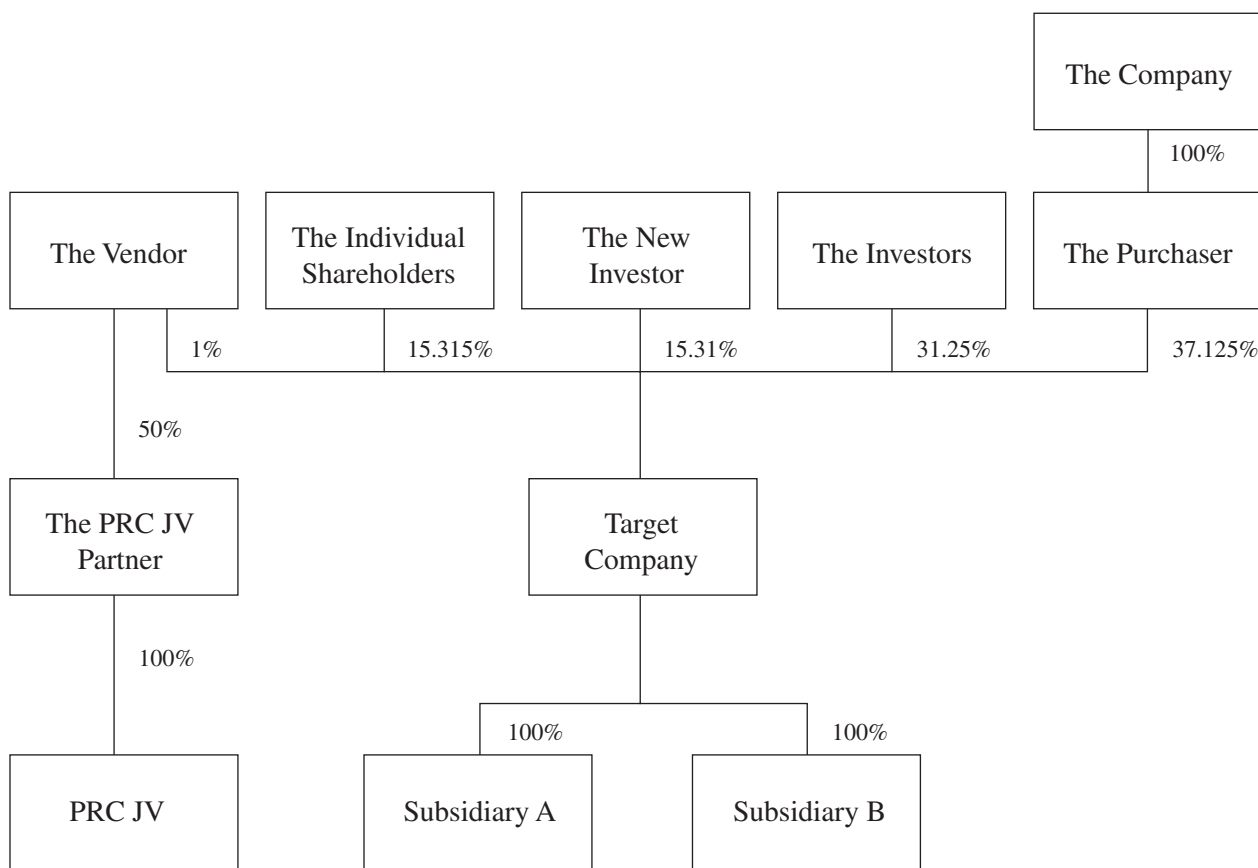 The Company
100%
The Vendor
The Individual
Shareholders
The New
Investor
The Investors
The Purchaser
1%
15.315%
15.31%
31.25%
37.125%
50%
The PRC JV
Partner
Target
Company
100%
100%
100%
PRC JV
Subsidiary A
Subsidiary B